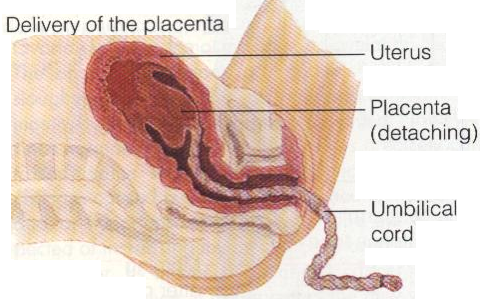 Delivery of the placenta
Uterus
Placenta
(detaching)
Umbilical
cord